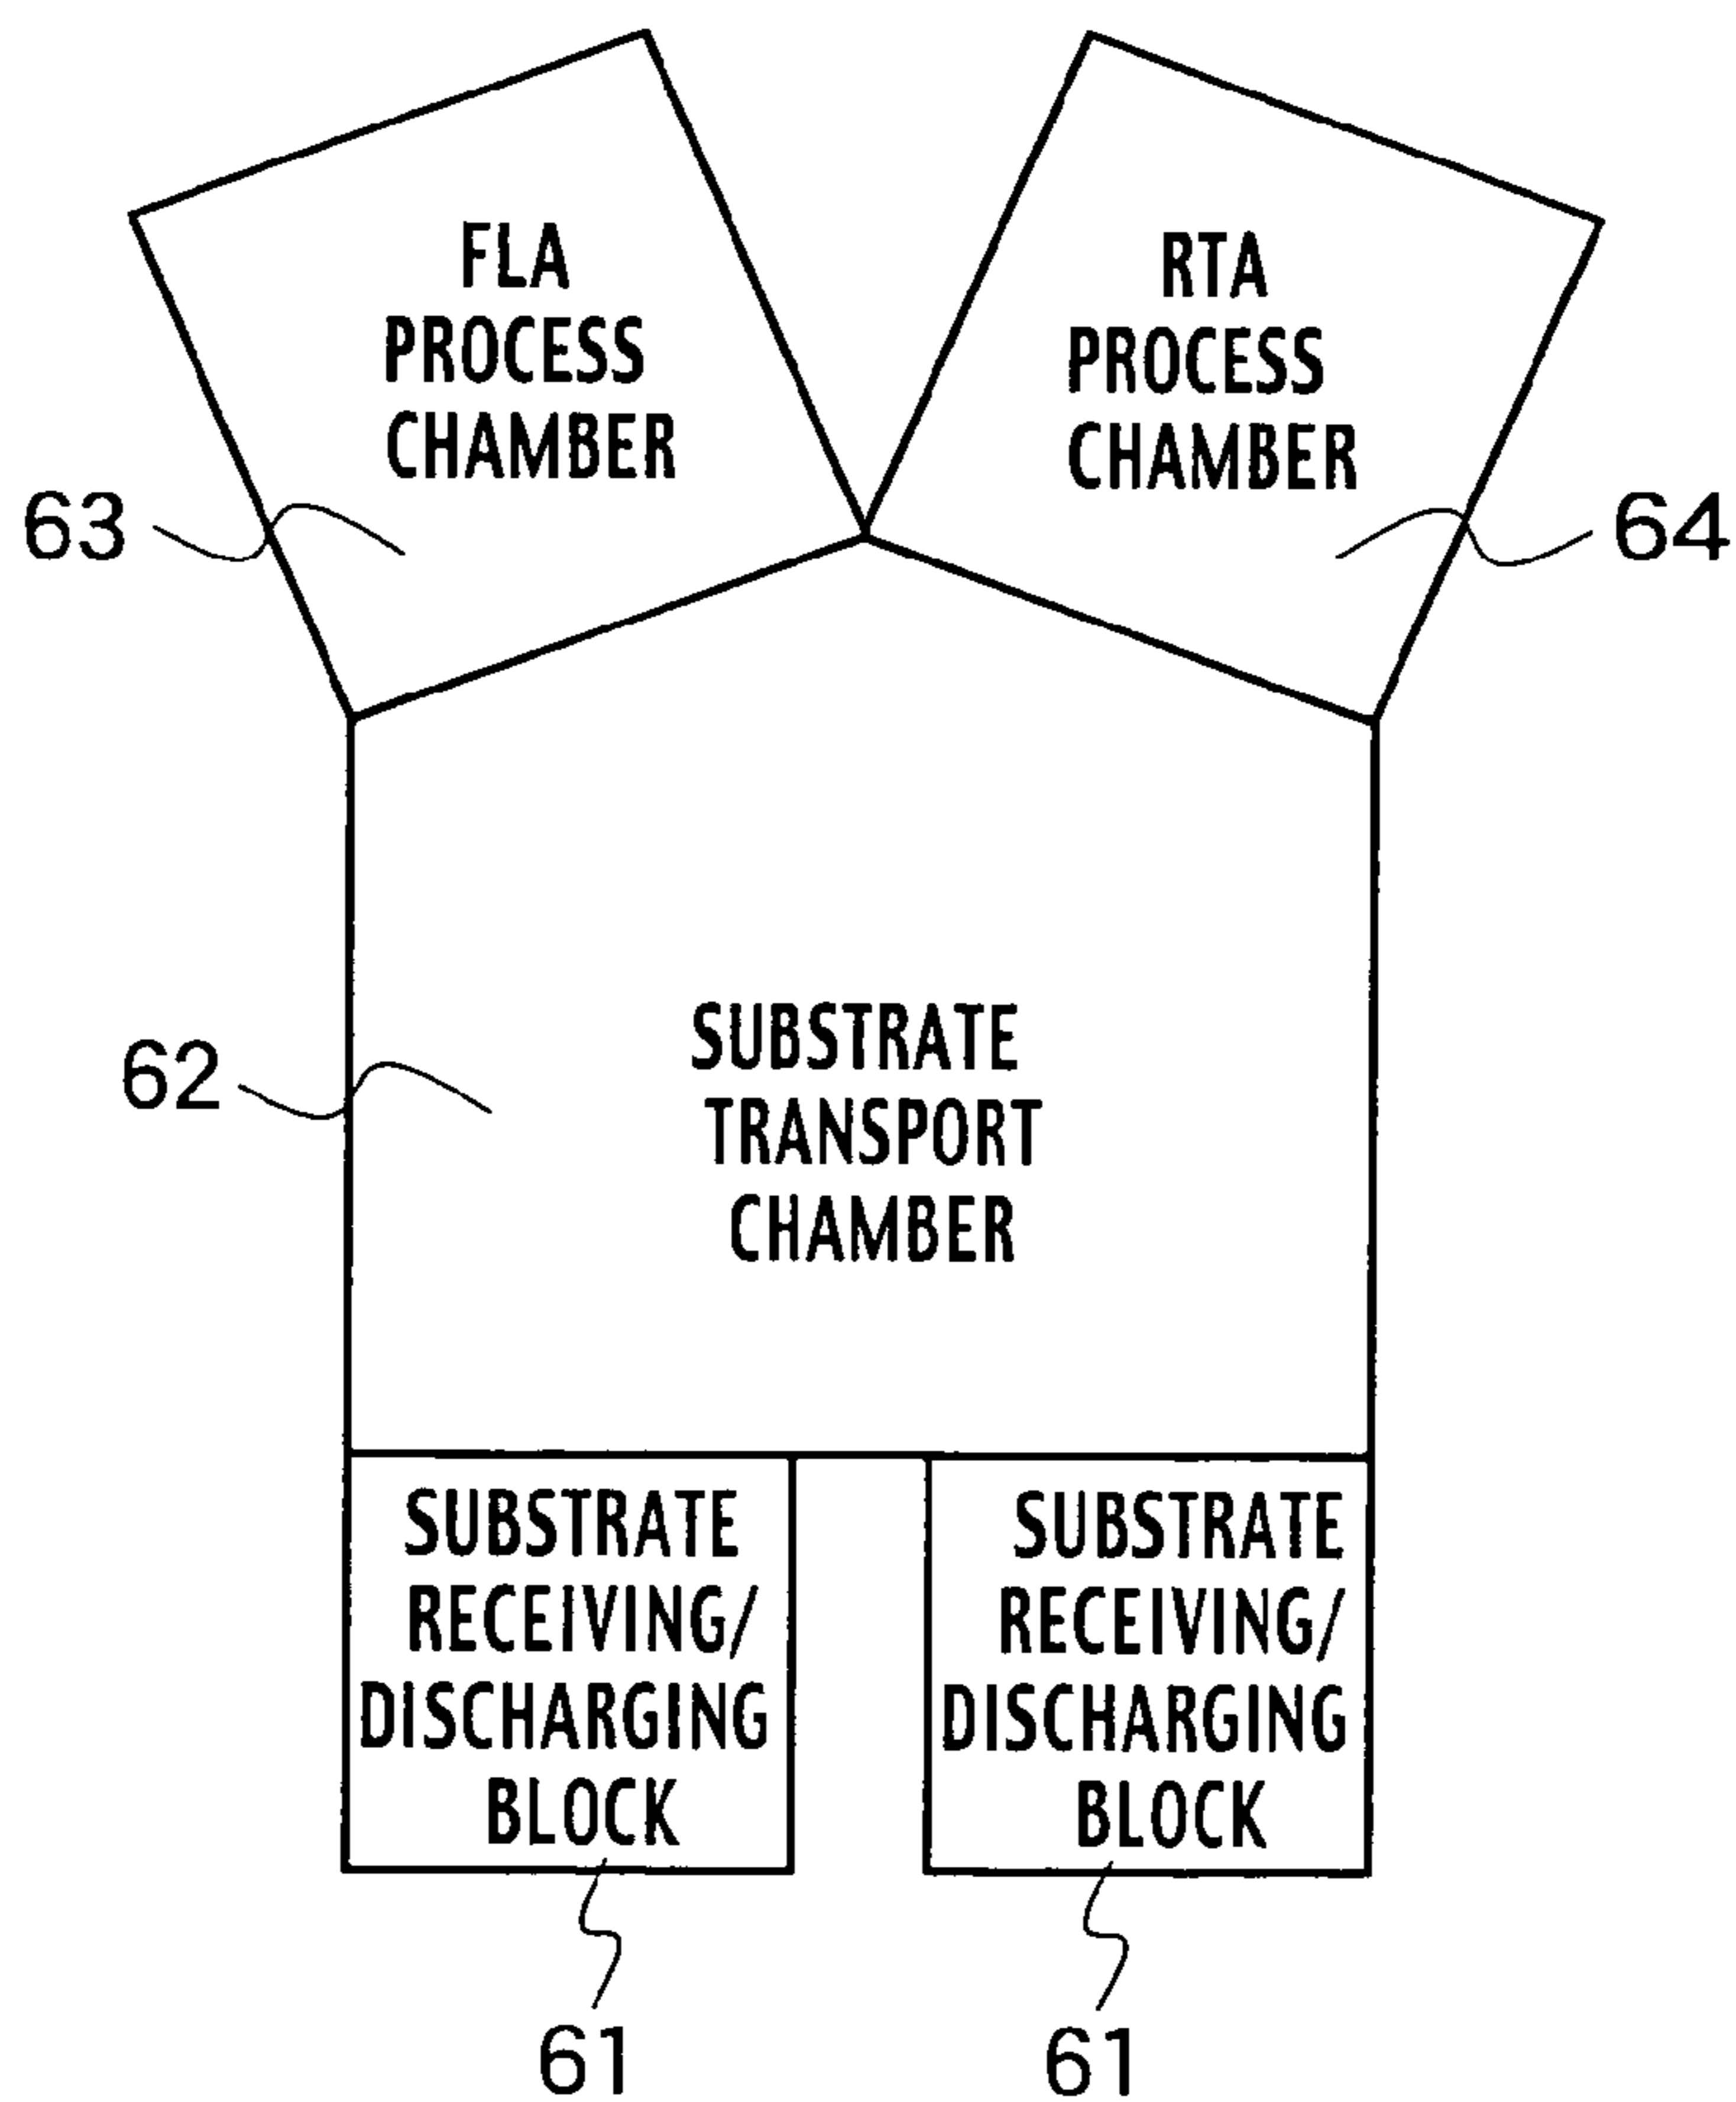 FLA
PROCESS
CHAMBER
RTA
PROCESS
CHAMBER
63
64
SUBSTRATE
TRANSPORT
CHAMBER
62
SUBSTRATE
RECEIVING/
DISCHARGING
BLOCK
SUBSTRATE
RECEIVING/
DISCHARGING
BLOCK
61
61